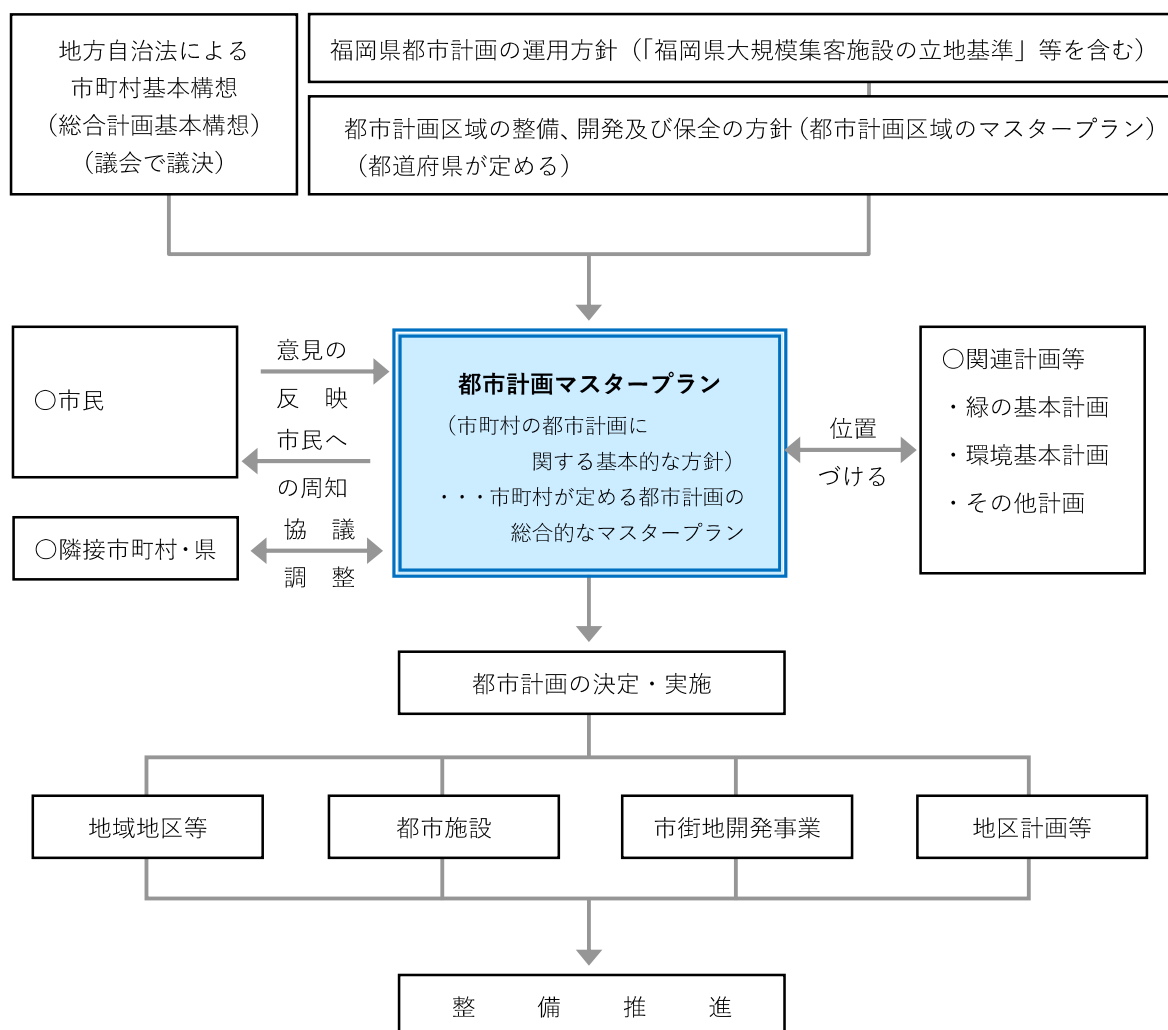 地方自治法による
市町村基本構想
(総合計画基本構想)
(議会で議決)
福岡県都市計画の運用方針(「福岡県大規模集客施設の立地基準」等を含む)
都市計画区域の整備、開発及び保全の方針(都市計画区域のマスタープラン)
(都道府県が定める)
○市民
意見の
反 映
市民へ
の周知
○隣接市町村・県
協 議
調 整
都市計画マスタープラン
(市町村の都市計画に
関する基本的な方針)
・・・市町村が定める都市計画の
総合的なマスタープラン
位置
づける
○関連計画等
・緑の基本計画
・環境基本計画
・その他計画
都市計画の決定・実施
地域地区等
都市施設
市街地開発事業
地区計画等
整 備 推 進